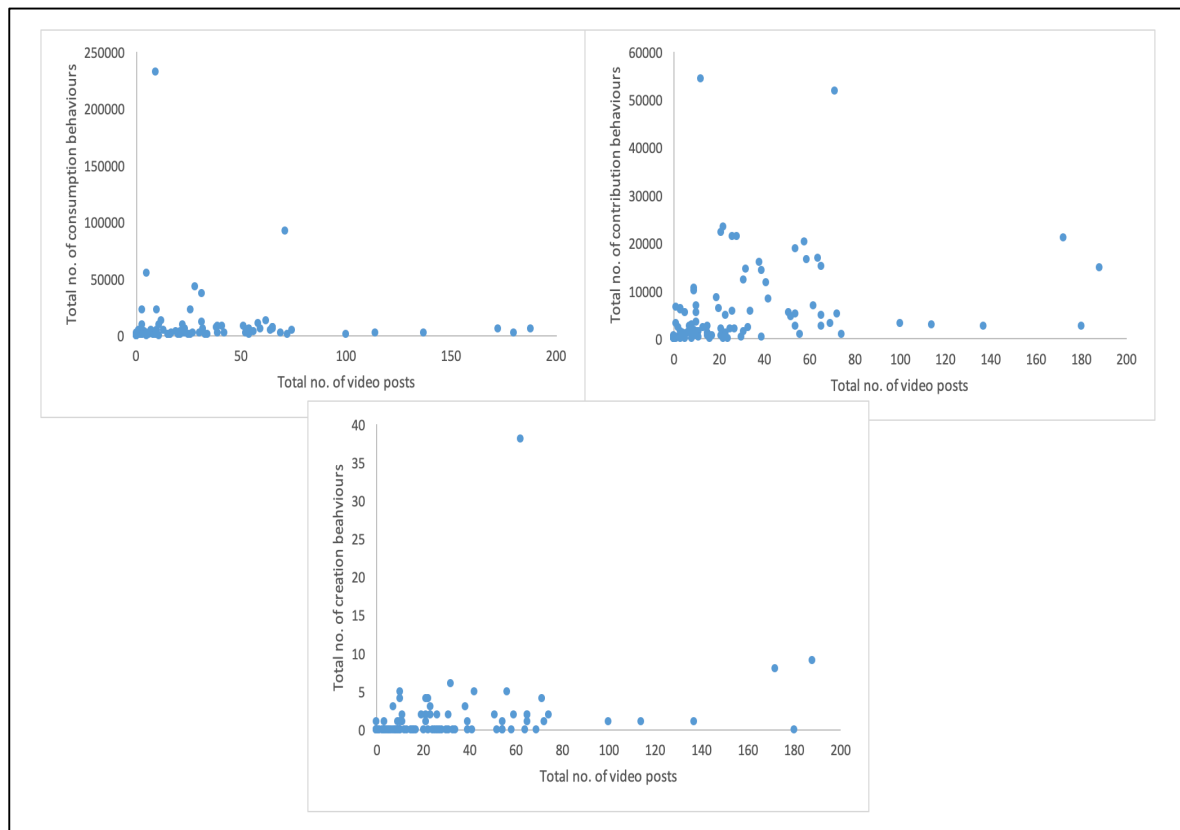 Total no. of consumption behaviours
250000
200000
150000
100000
50000
0
0 50 100 150 200
Total no. of video posts
Total no. of contribution behaviours
60000
50000
40000
30000
20000
10000
0
0 20 40 60 80 100 120 140 160 180 200
Total no. of video posts
Total no. of creation beahviours
40
35
30
25
20
15
10
5
0
0 20 40 60 80 100 120 140 160 180 200
Total no. of video posts